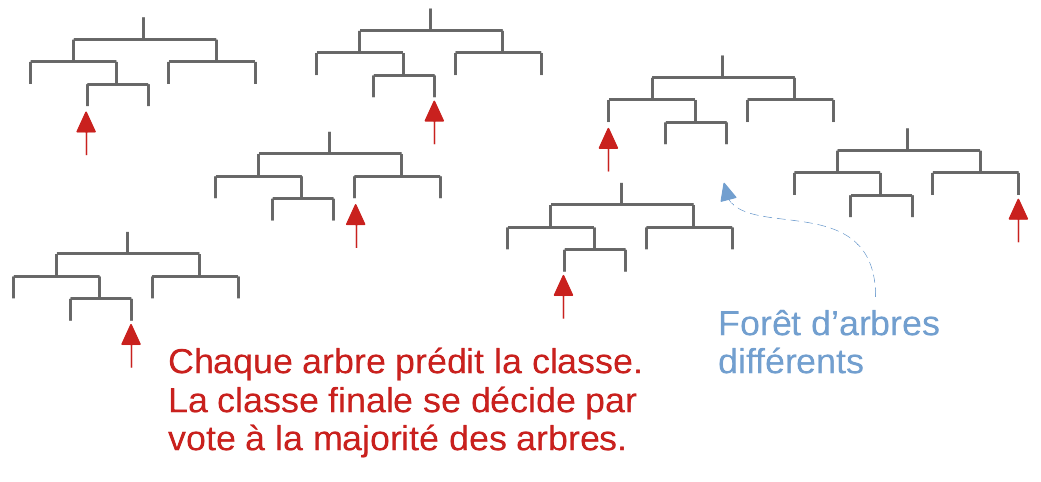 Forêt d’arbres
différents
Chaque arbre prédit la classe.
La classe finale se décide par
vote à la majorité des arbres.